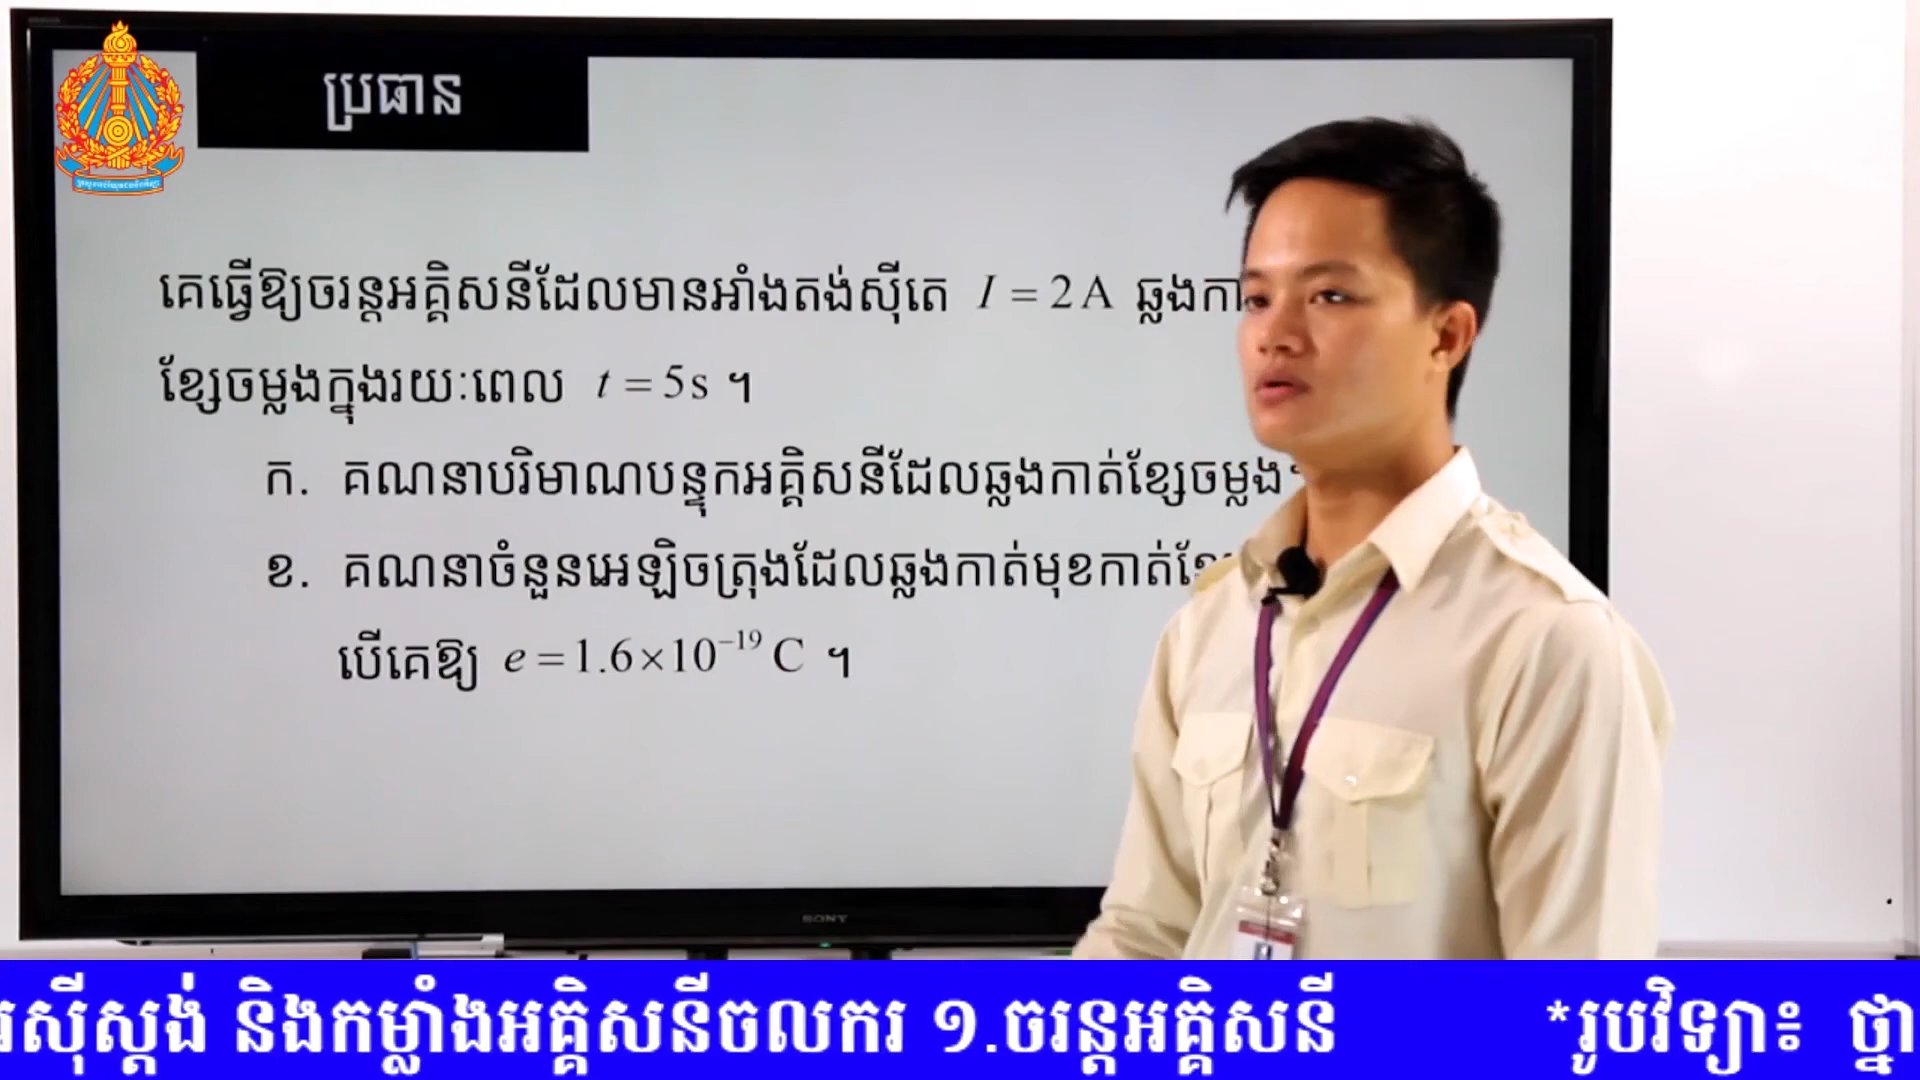 ប្រធាន
គេធ្វើឱ្យចរន្តអគ្គិសនីដែលមានអាំងតង់ស៊ីតេ I = 2 A ឆ្លងកា
ខ្សែចម្លងក្នុងរយៈពេល t = 5 s ។
ក. គណនាបរិមាណបន្ទុកអគ្គិសនីដែលឆ្លងកាត់ខ្សែចម្លង។
ខ. គណនាចំនួនអេឡិចត្រុងដែលឆ្លងកាត់មុខកាត់ខ្សែ
បើគេឱ្យ e = 1.6×10⁻¹⁹ C ។
SONY
រស៊ីស្តង់ និងកម្លាំងអគ្គិសនីចលករ ១.ចរន្តអគ្គិសនី *រូបវិទ្យា៖ ថ្នា